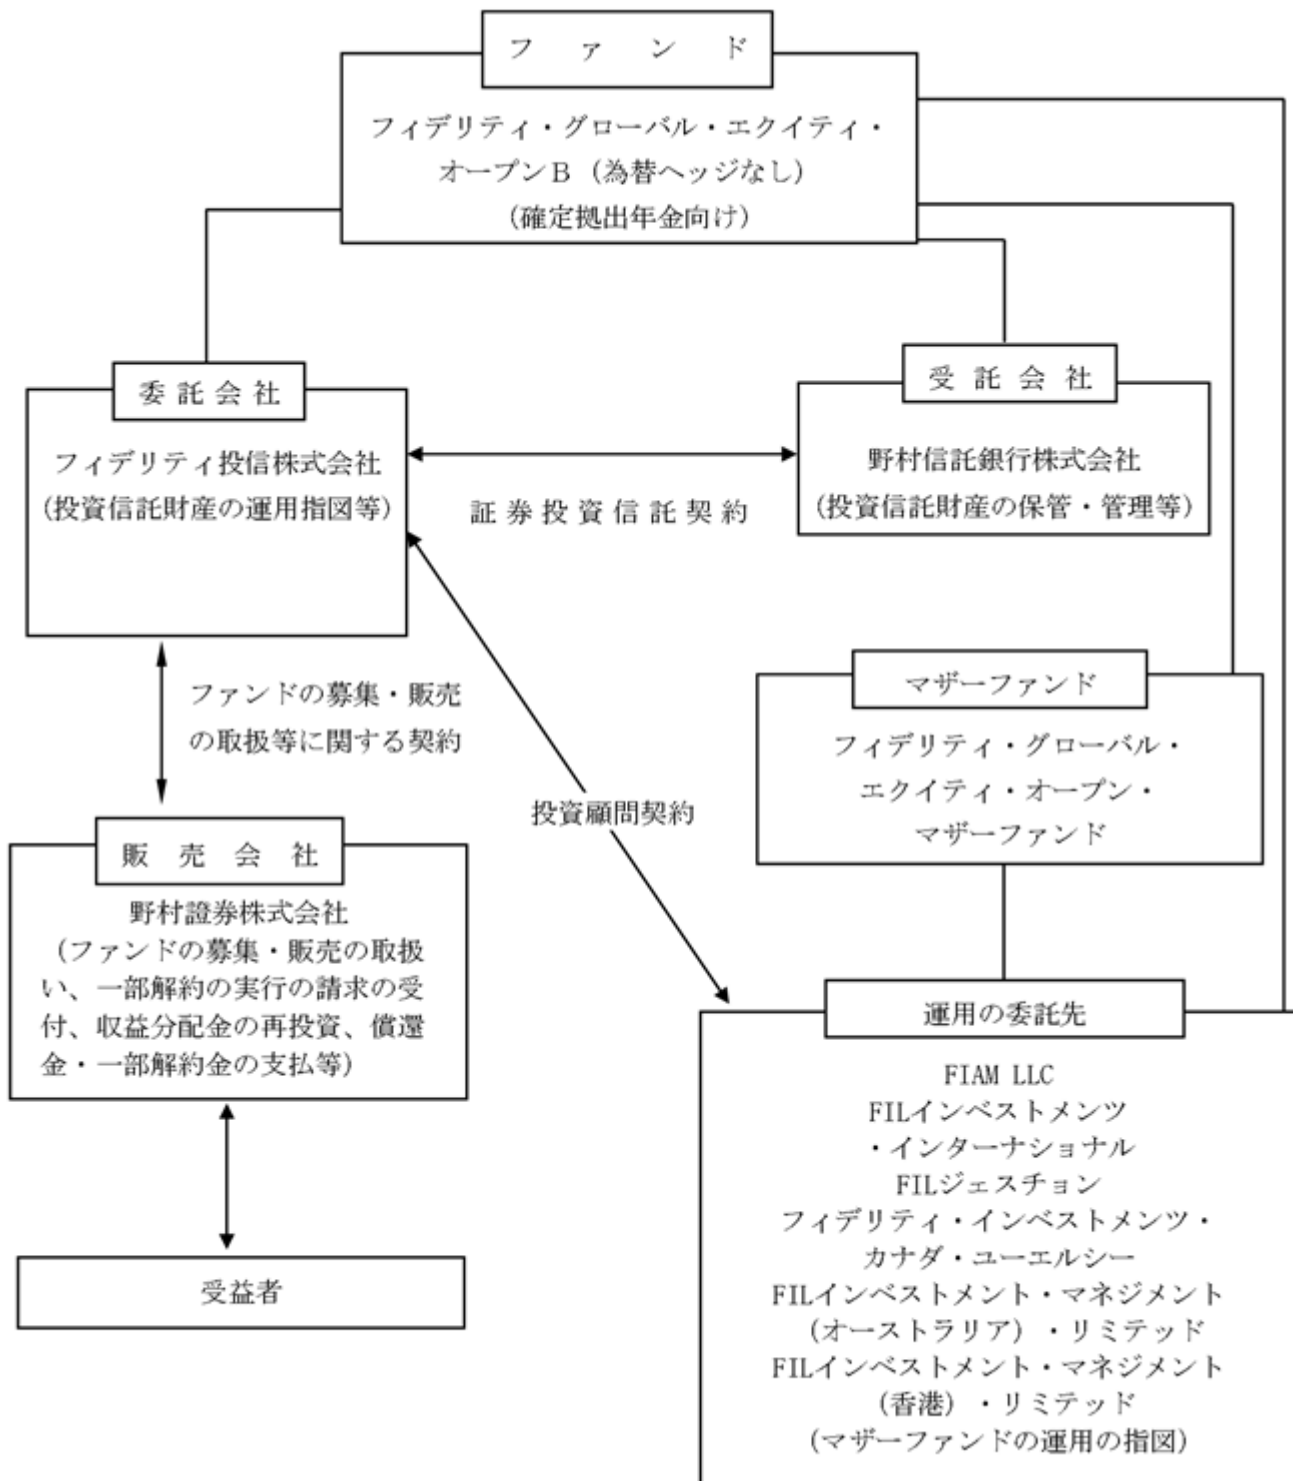 ファンド
フィデリティ・グローバル・エクイティ・
オープンB（為替ヘッジなし）
（確定拠出年金向け）
委託会社
フィデリティ投信株式会社
（投資信託財産の運用指図等）
証券投資信託契約
受託会社
野村信託銀行株式会社
（投資信託財産の保管・管理等）
ファンドの募集・販売
の取扱等に関する契約
投資顧問契約
マザーファンド
フィデリティ・グローバル・
エクイティ・オープン・
マザーファンド
販売会社
野村證券株式会社
（ファンドの募集・販売の取扱
い、一部解約の実行の請求の受
付、収益分配金の再投資、償還
金・一部解約金の支払等）
受益者
運用の委託先
FIAM LLC
FILインベストメンツ
・インターナショナル
FILジェスチョン
フィデリティ・インベストメンツ・
カナダ・ユーエルシー
FILインベストメント・マネジメント
（オーストラリア）・リミテッド
FILインベストメント・マネジメント
（香港）・リミテッド
（マザーファンドの運用の指図）